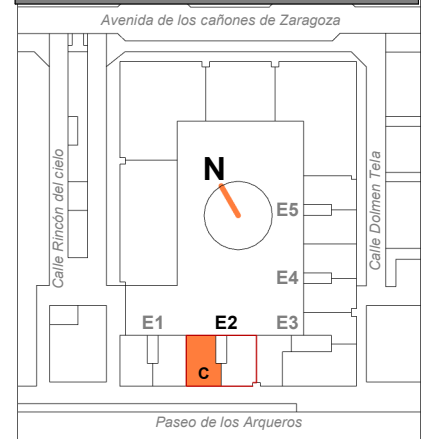 Avenida de los cañones de Zaragoza
Calle Rincón del cielo
N
Calle Dolmen Tela
E5
E4
E1
E2
E3
C
Paseo de los Arqueros